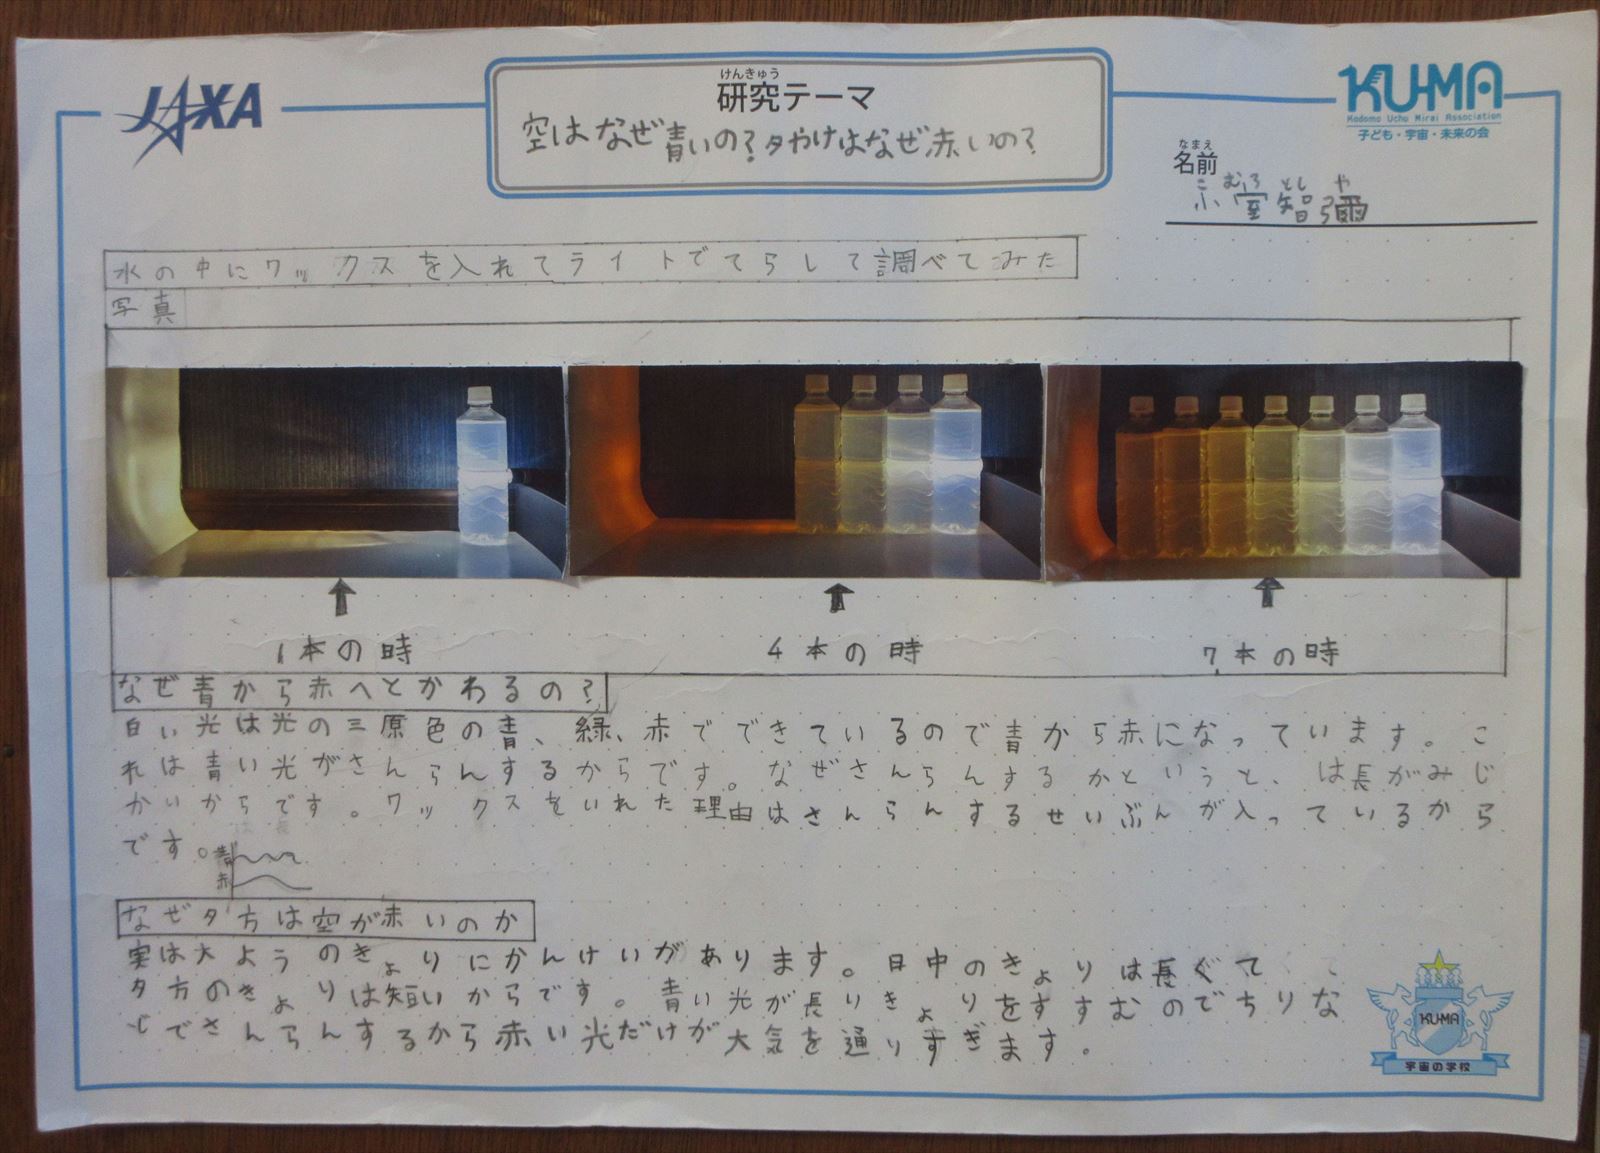 JAXA
けんきゅう
研究テーマ
空はなぜ青いの?夕やけはなぜ赤いの?
KU-MA
Kodomo Uchu Mirai Association
子ども・宇宙・未来の会
なまえ
名前
こ むろ とし や
小室智彌
水の中にワックスを入れてライトでてらして調べてみた
写真
1本の時
4本の時
7本の時
なぜ青から赤へとかわるの?
白い光は光の三原色の青、緑、赤でできているので青から赤になっています。こ
れは青い光がさんらんするからです。なぜさんらんするかというと、は長がみじ
かいからです。ワックスをいれた理由はさんらんするせいぶんが入っているから
です。
は長
青
赤
なぜ夕方は空が赤いのか
実は大ようのきょりにかんけいがあります。日中のきょりは長くて
夕方のきょりは短いからです。青い光が長りきょりをすすむのでちりな
どでさんらんするから赤い光だけが大気を通りすぎます。
KU-MA
宇宙の学校